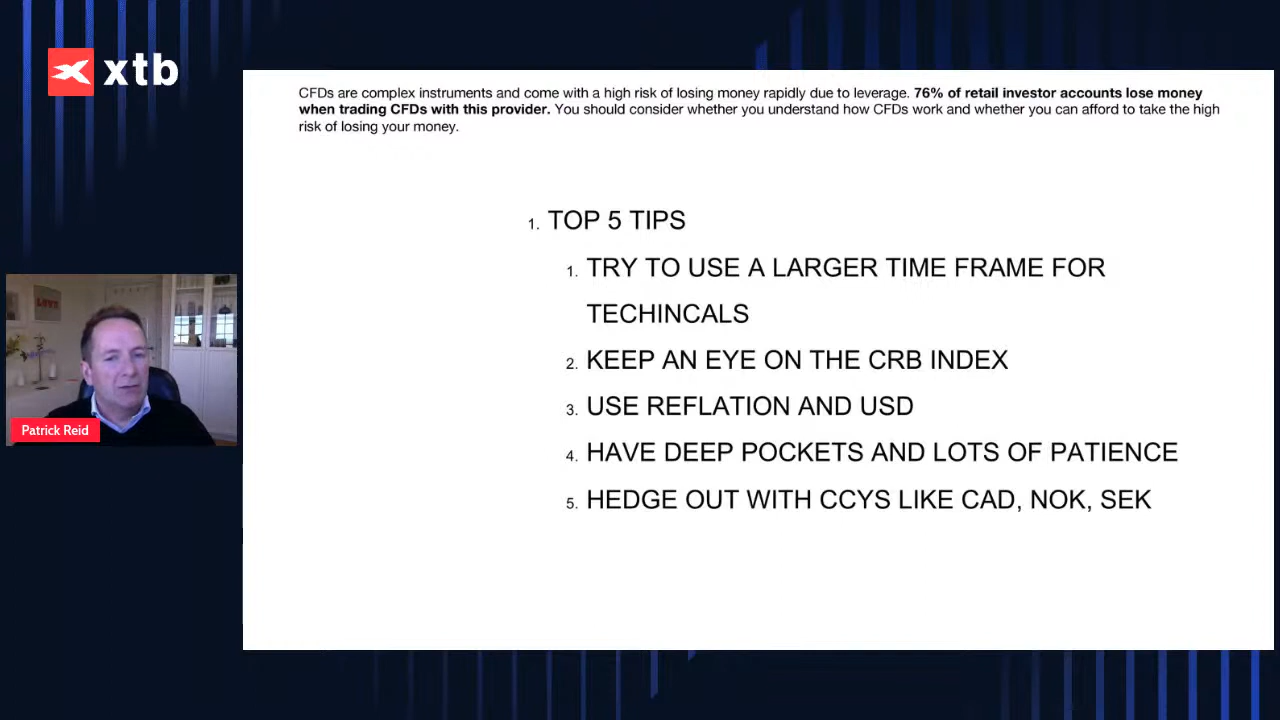 xtb
CFDs are complex instruments and come with a high risk of losing money rapidly due to leverage. 76% of retail investor accounts lose money
when trading CFDs with this provider. You should consider whether you understand how CFDs work and whether you can afford to take the high
risk of losing your money.
1. TOP 5 TIPS
1. TRY TO USE A LARGER TIME FRAME FOR
TECHINCALS
2. KEEP AN EYE ON THE CRB INDEX
3. USE REFLATION AND USD
4. HAVE DEEP POCKETS AND LOTS OF PATIENCE
5. HEDGE OUT WITH CCYS LIKE CAD, NOK, SEK
Patrick Reid